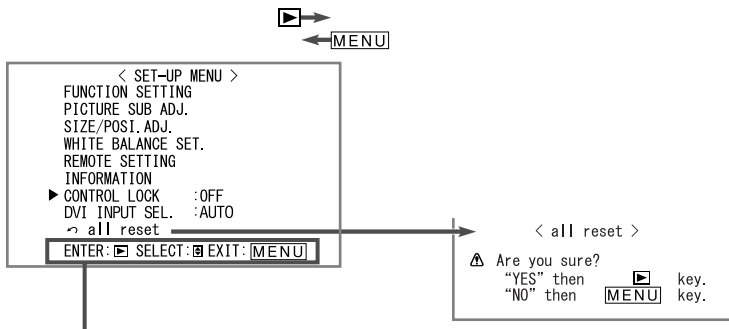 MENU
< SET-UP MENU >
FUNCTION SETTING
PICTURE SUB ADJ.
SIZE/POSI.ADJ.
WHITE BALANCE SET.
REMOTE SETTING
INFORMATION
CONTROL LOCK :OFF
DVI INPUT SEL. :AUTO
all reset
ENTER: SELECT: EXIT: MENU
< all reset >
Are you sure?
“YES” then key.
“NO” then MENU key.